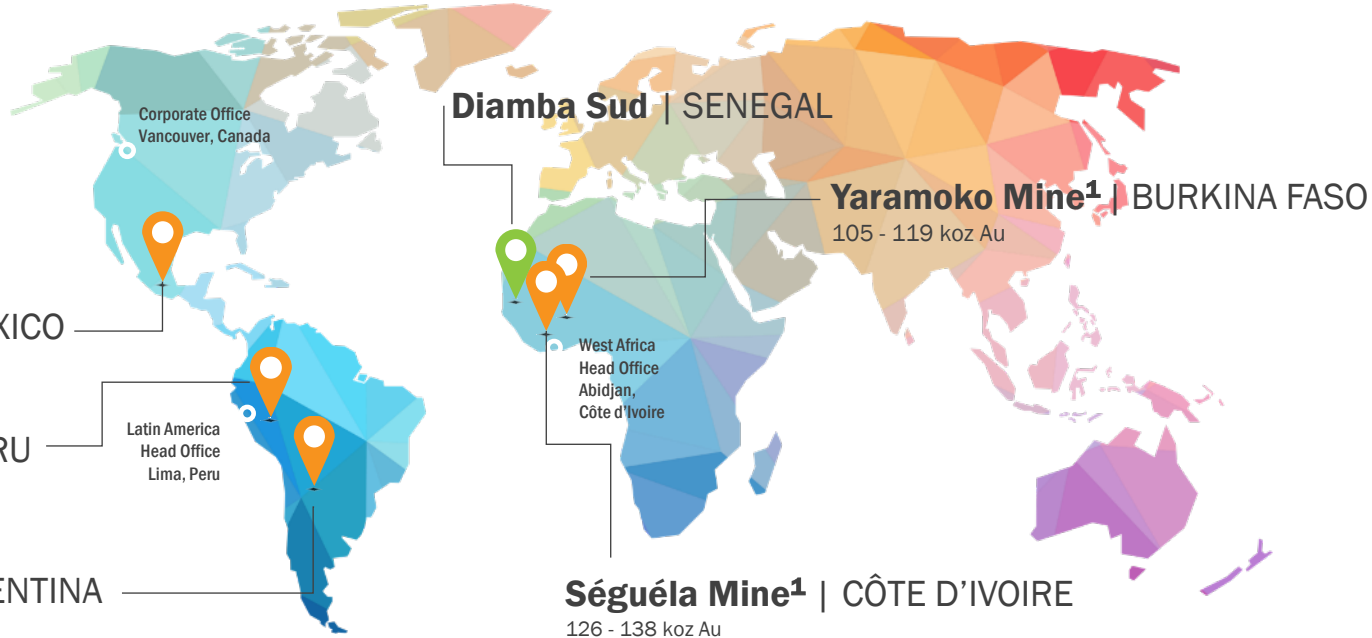 Corporate Office
Vancouver, Canada
Diamba Sud | SENEGAL
Yaramoko Mine¹ | BURKINA FASO
105 - 119 koz Au
XICO
West Africa
Head Office
Abidjan,
Côte d'Ivoire
RU
Latin America
Head Office
Lima, Peru
ENTINA
Séguéla Mine¹ | CÔTE D'IVOIRE
126 - 138 koz Au